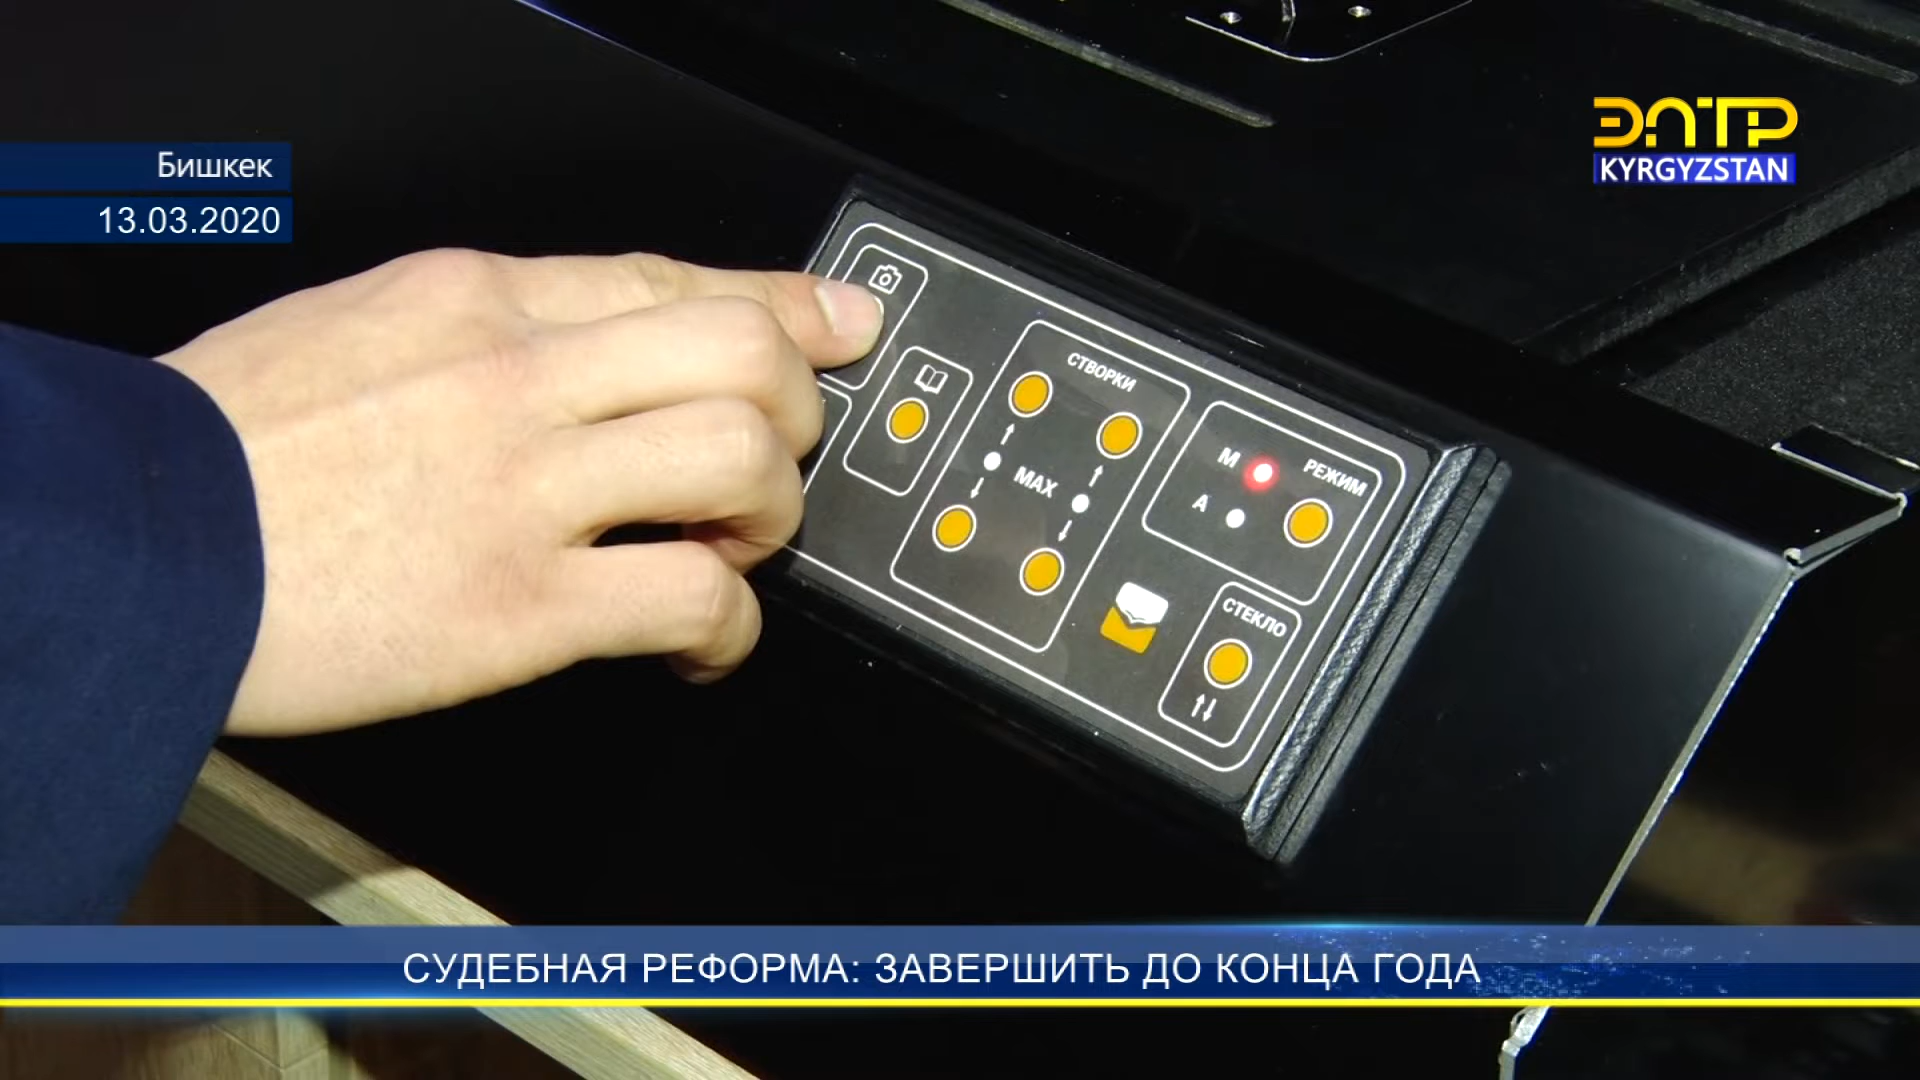 Бишкек
13.03.2020
ЭЛТР
KYRGYZSTAN
СТВОРКИ
MAX
М
РЕЖИМ
А
СТЕКЛО
СУДЕБНАЯ РЕФОРМА: ЗАВЕРШИТЬ ДО КОНЦА ГОДА